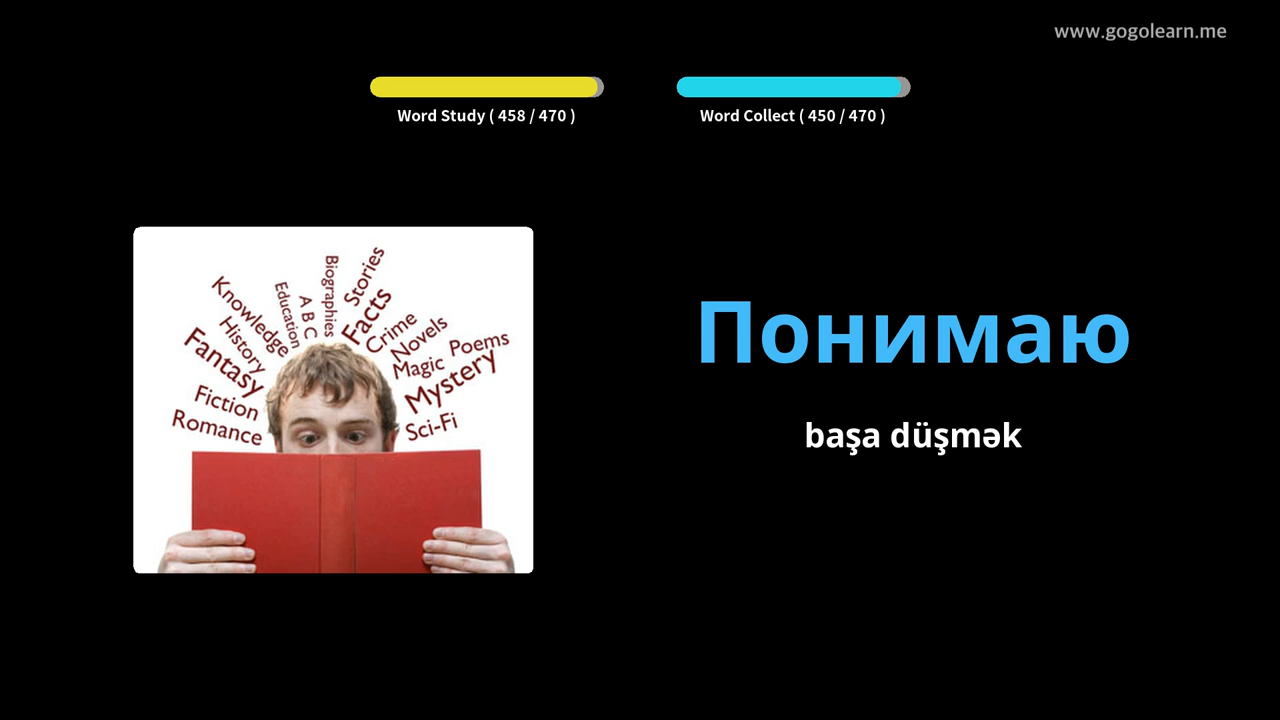 www.gogolearn.me
Word Study ( 458 / 470 )
Word Collect ( 450 / 470 )
Knowledge
Education
A B C
Biographies
Stories
Facts
Crime
Novels
Poems
Magic
Mystery
Sci-Fi
History
Fantasy
Fiction
Romance
Понимаю
başa düşmək